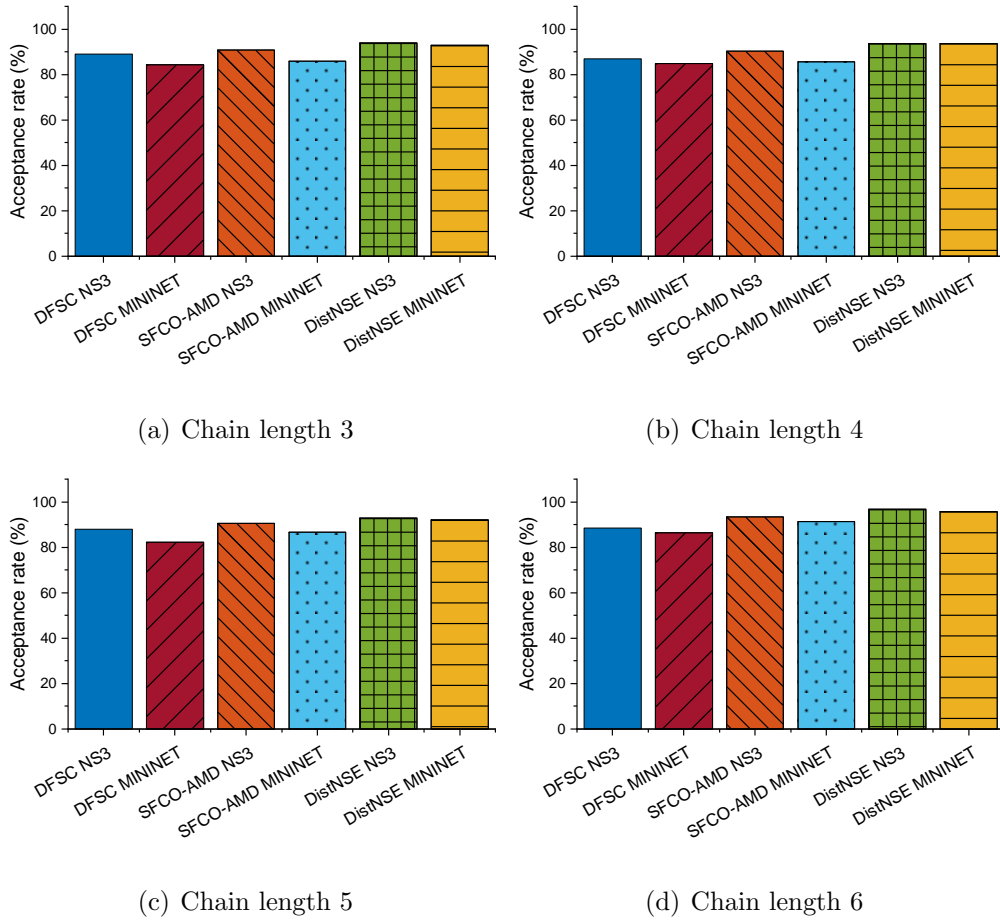 Acceptance rate (%)
100
80
60
40
20
0
DFSC NS3
DFSC MININET
SFCO-AMD NS3
SFCO-AMD MININET
DistNSE NS3
DistNSE MININET
(a) Chain length 3
Acceptance rate (%)
100
80
60
40
20
0
DFSC NS3
DFSC MININET
SFCO-AMD NS3
SFCO-AMD MININET
DistNSE NS3
DistNSE MININET
(b) Chain length 4
Acceptance rate (%)
100
80
60
40
20
0
DFSC NS3
DFSC MININET
SFCO-AMD NS3
SFCO-AMD MININET
DistNSE NS3
DistNSE MININET
(c) Chain length 5
Acceptance rate (%)
100
80
60
40
20
0
DFSC NS3
DFSC MININET
SFCO-AMD NS3
SFCO-AMD MININET
DistNSE NS3
DistNSE MININET
(d) Chain length 6